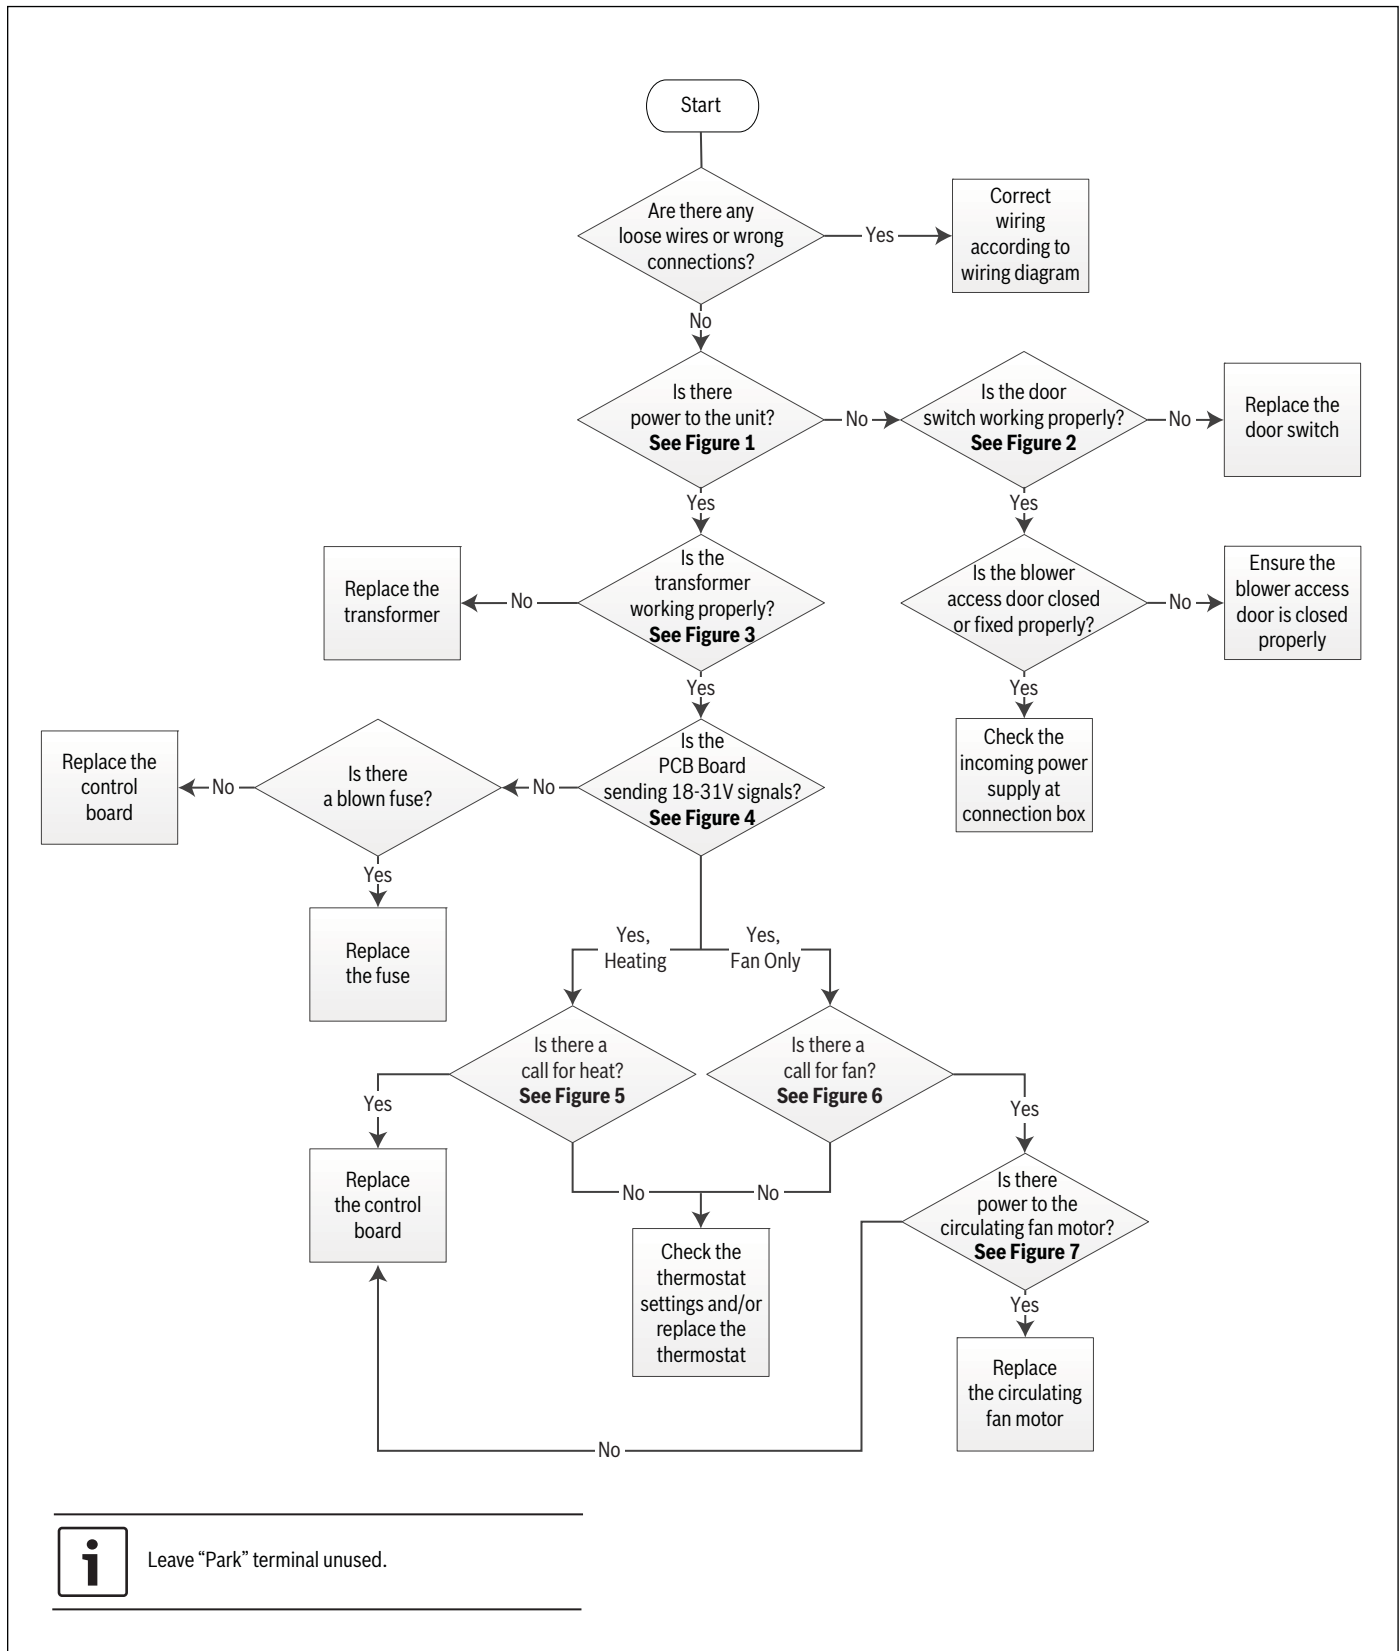 Start
Are there any
loose wires or wrong
connections?
Yes
Correct
wiring
according to
wiring diagram
No
Is there
power to the unit?
See Figure 1
No
Is the door
switch working properly?
See Figure 2
No
Replace the
door switch
Yes
Yes
Replace the
transformer
No
Is the
transformer
working properly?
See Figure 3
Is the blower
access door closed
or fixed properly?
No
Ensure the
blower access
door is closed
properly
Yes
Yes
Replace the
control
board
No
Is there
a blown fuse?
No
Is the
PCB Board
sending 18-31V signals?
See Figure 4
Check the
incoming power
supply at
connection box
Yes
Replace
the fuse
Yes,
Heating
Yes,
Fan Only
Is there a
call for heat?
See Figure 5
Is there a
call for fan?
See Figure 6
Yes
Yes
Replace
the control
board
No
No
Is there
power to the
circulating fan motor?
See Figure 7
Check the
thermostat
settings and/or
replace the
thermostat
Yes
Replace
the circulating
fan motor
No
i
Leave “Park” terminal unused.